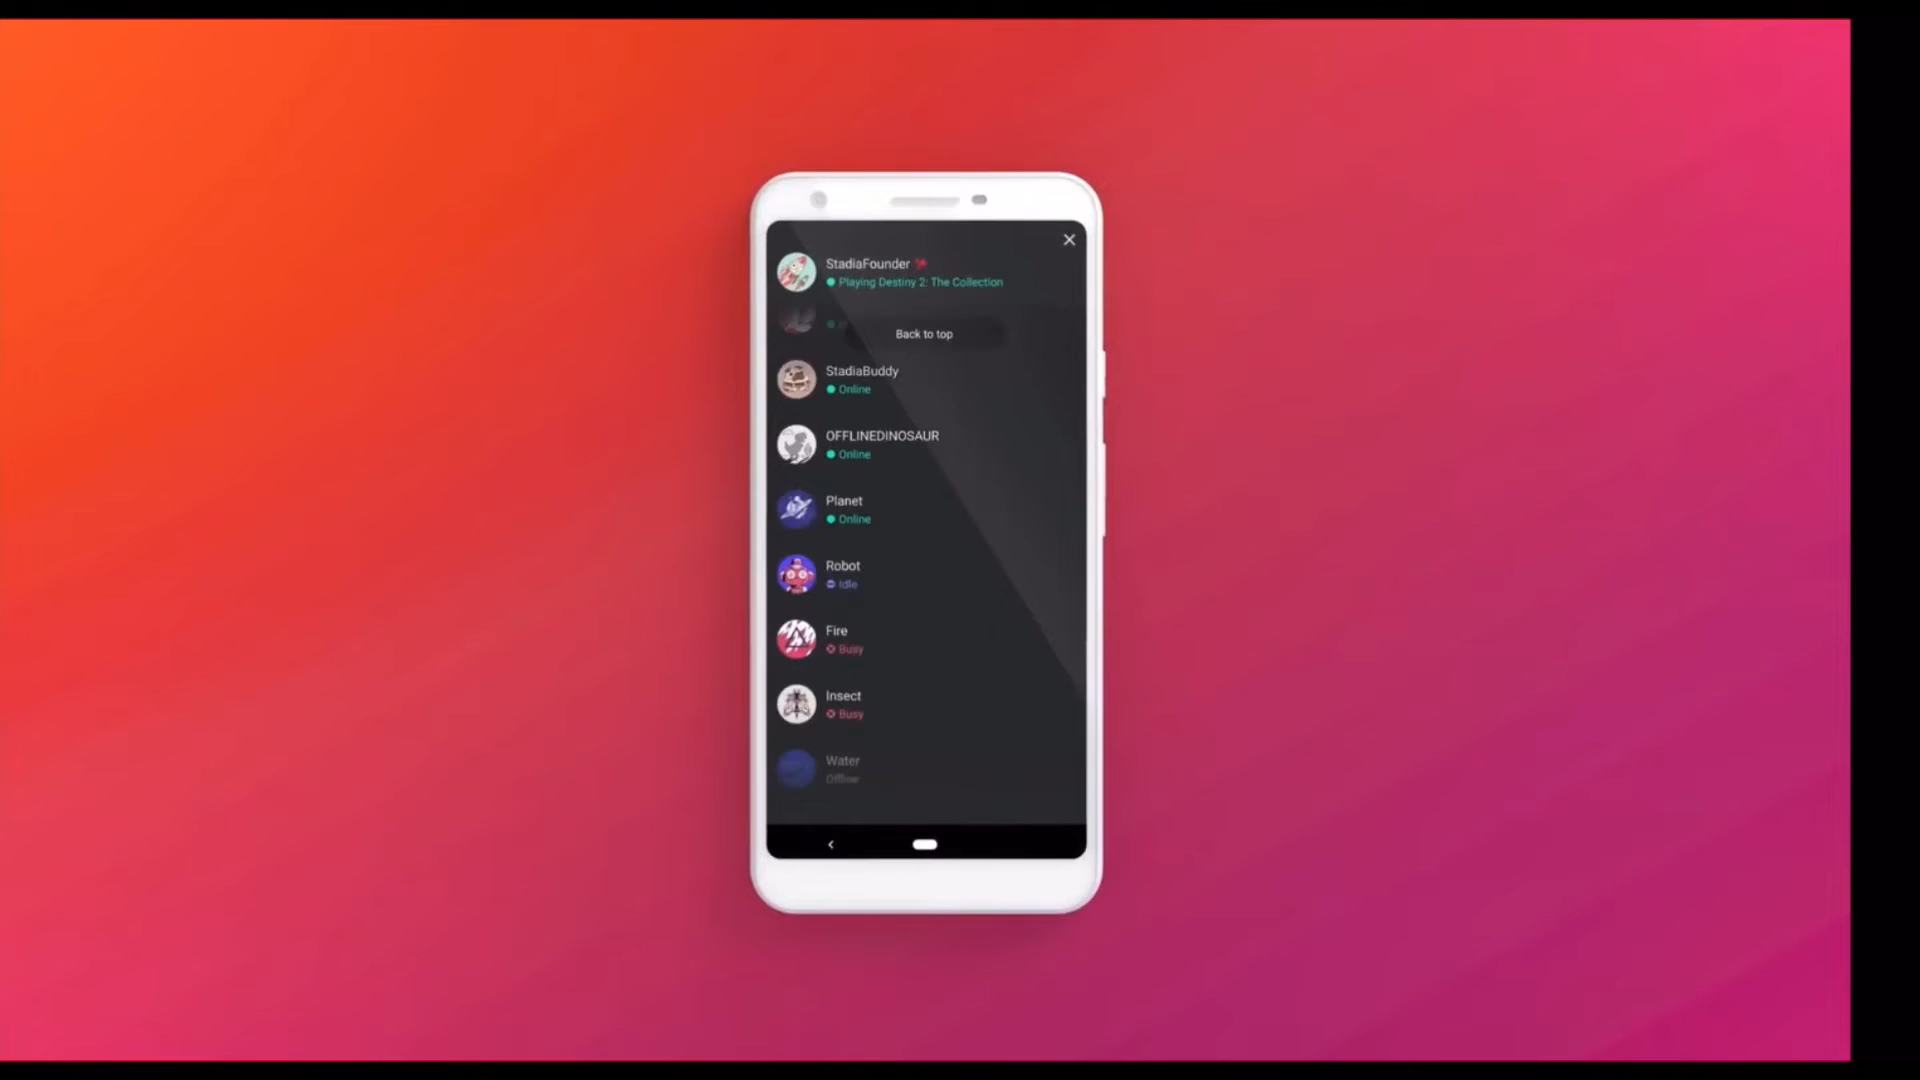 StadiaFounder
Playing Destiny 2: The Collection
Back to top
StadiaBuddy
Online
OFFLINEDINOSAUR
Online
Planet
Online
Robot
Idle
Fire
Busy
Insect
Busy
Water
Offline